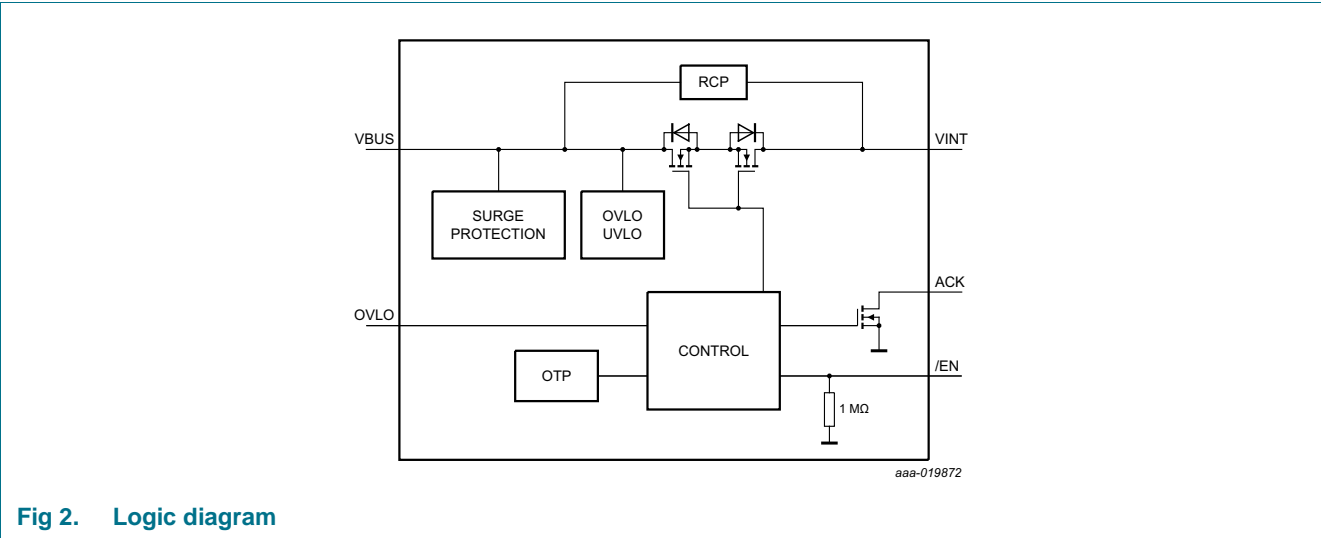 RCP
VBUS
VINT
SURGE
PROTECTION
OVLO
UVLO
ACK
OVLO
CONTROL
/EN
OTP
1 MΩ
aaa-019872
Fig 2. Logic diagram